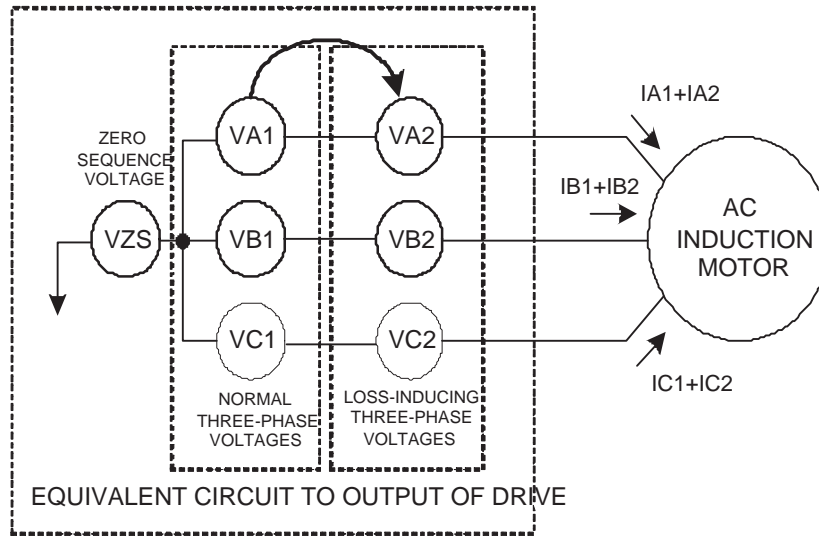 IA1+IA2
ZERO
SEQUENCE
VOLTAGE
VA1
VA2
IB1+IB2
VZS
VB1
VB2
AC
INDUCTION
MOTOR
VC1
VC2
IC1+IC2
NORMAL
THREE-PHASE
VOLTAGES
LOSS-INDUCING
THREE-PHASE
VOLTAGES
EQUIVALENT CIRCUIT TO OUTPUT OF DRIVE